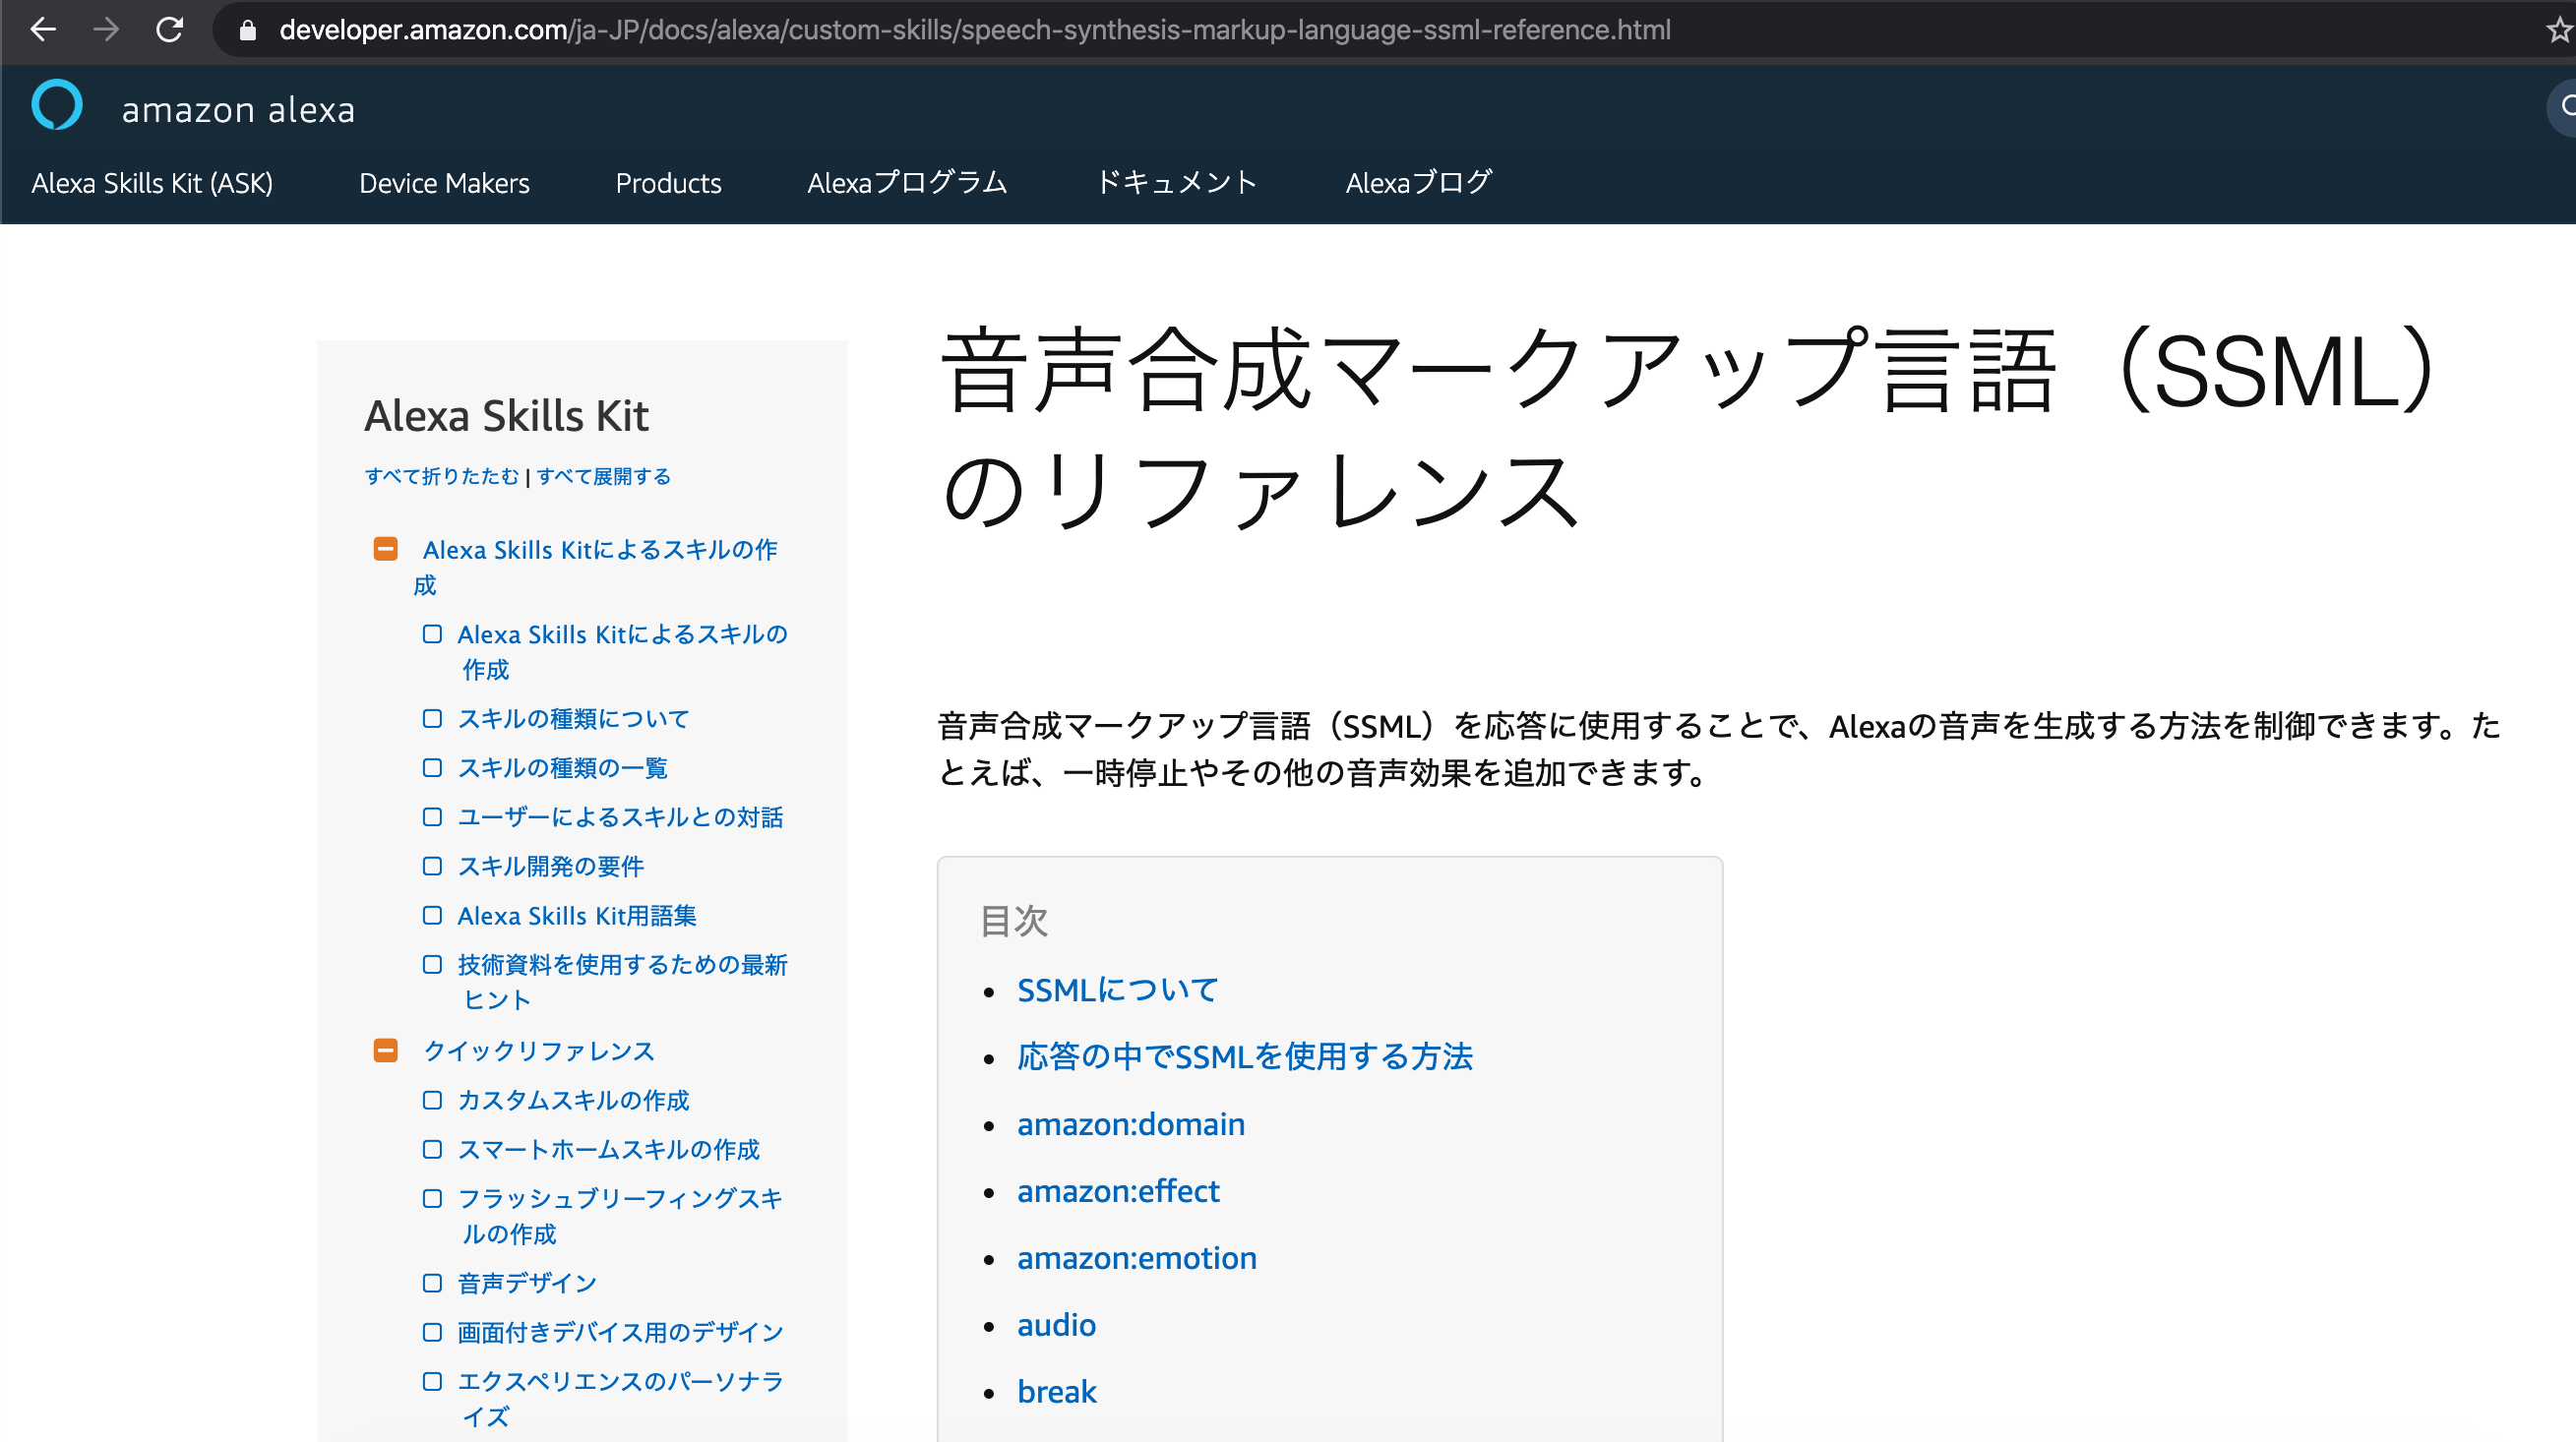 developer.amazon.com/ja-JP/docs/alexa/custom-skills/speech-synthesis-markup-language-ssml-reference.html
amazon alexa
Alexa Skills Kit (ASK) Device Makers Products Alexaプログラム ドキュメント Alexaブログ
Alexa Skills Kit
すべて折りたたむ | すべて展開する
Alexa Skills Kitによるスキルの作
成
Alexa Skills Kitによるスキルの
作成
スキルの種類について
スキルの種類の一覧
ユーザーによるスキルとの対話
スキル開発の要件
Alexa Skills Kit用語集
技術資料を使用するための最新
ヒント
クイックリファレンス
カスタムスキルの作成
スマートホームスキルの作成
フラッシュブリーフィングスキ
ルの作成
音声デザイン
画面付きデバイス用のデザイン
エクスペリエンスのパーソナラ
イズ
音声合成マークアップ言語（SSML）
のリファレンス
音声合成マークアップ言語（SSML）を応答に使用することで、Alexaの音声を生成する方法を制御できます。た
とえば、一時停止やその他の音声効果を追加できます。
目次
SSMLについて
応答の中でSSMLを使用する方法
amazon:domain
amazon:effect
amazon:emotion
audio
break